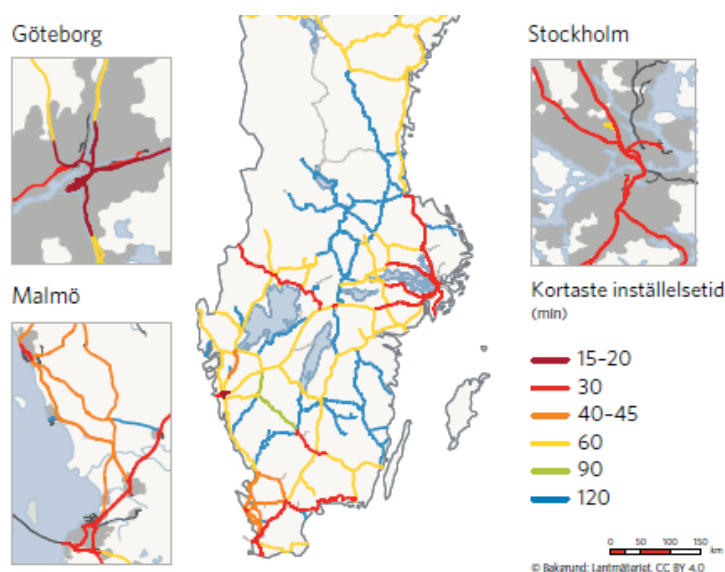 Göteborg
Stockholm
Malmö
Kortaste inställelsetid
(min)
15–20
30
40–45
60
90
120
0 50 100 150
km
© Bakgrund: Lantmäteriet, CC BY 4.0